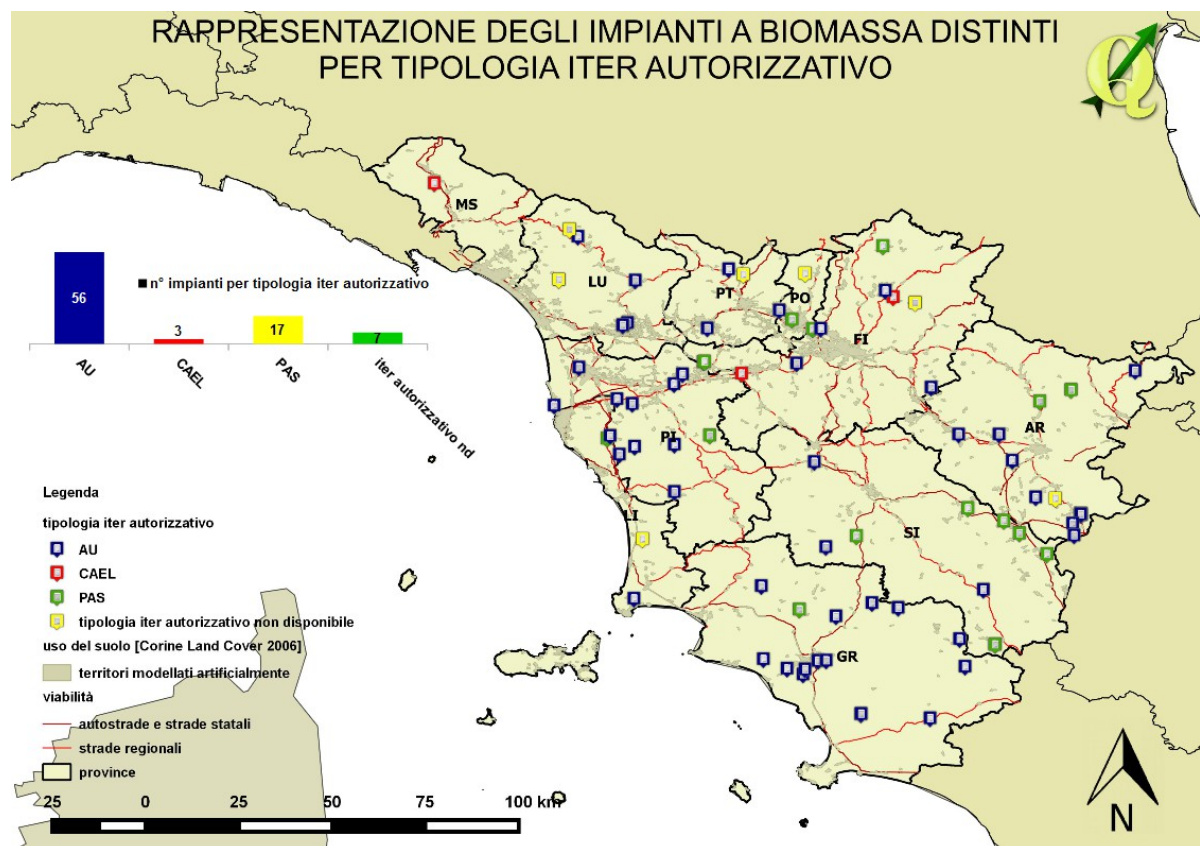 RAPPRESENTAZIONE DEGLI IMPIANTI A BIOMASSA DISTINTI
PER TIPOLOGIA ITER AUTORIZZATIVO
Q
MS
LU
PT
PO
FI
AR
PI
LI
SI
GR
n° impianti per tipologia iter autorizzativo
56
3
17
7
AU
CAEL
PAS
iter autorizzativo nd
Legenda
tipologia iter autorizzativo
AU
CAEL
PAS
tipologia iter autorizzativo non disponibile
uso del suolo [Corine Land Cover 2006]
territori modellati artificialmente
viabilità
autostrade e strade statali
strade regionali
province
25 0 25 50 75 100 km
N